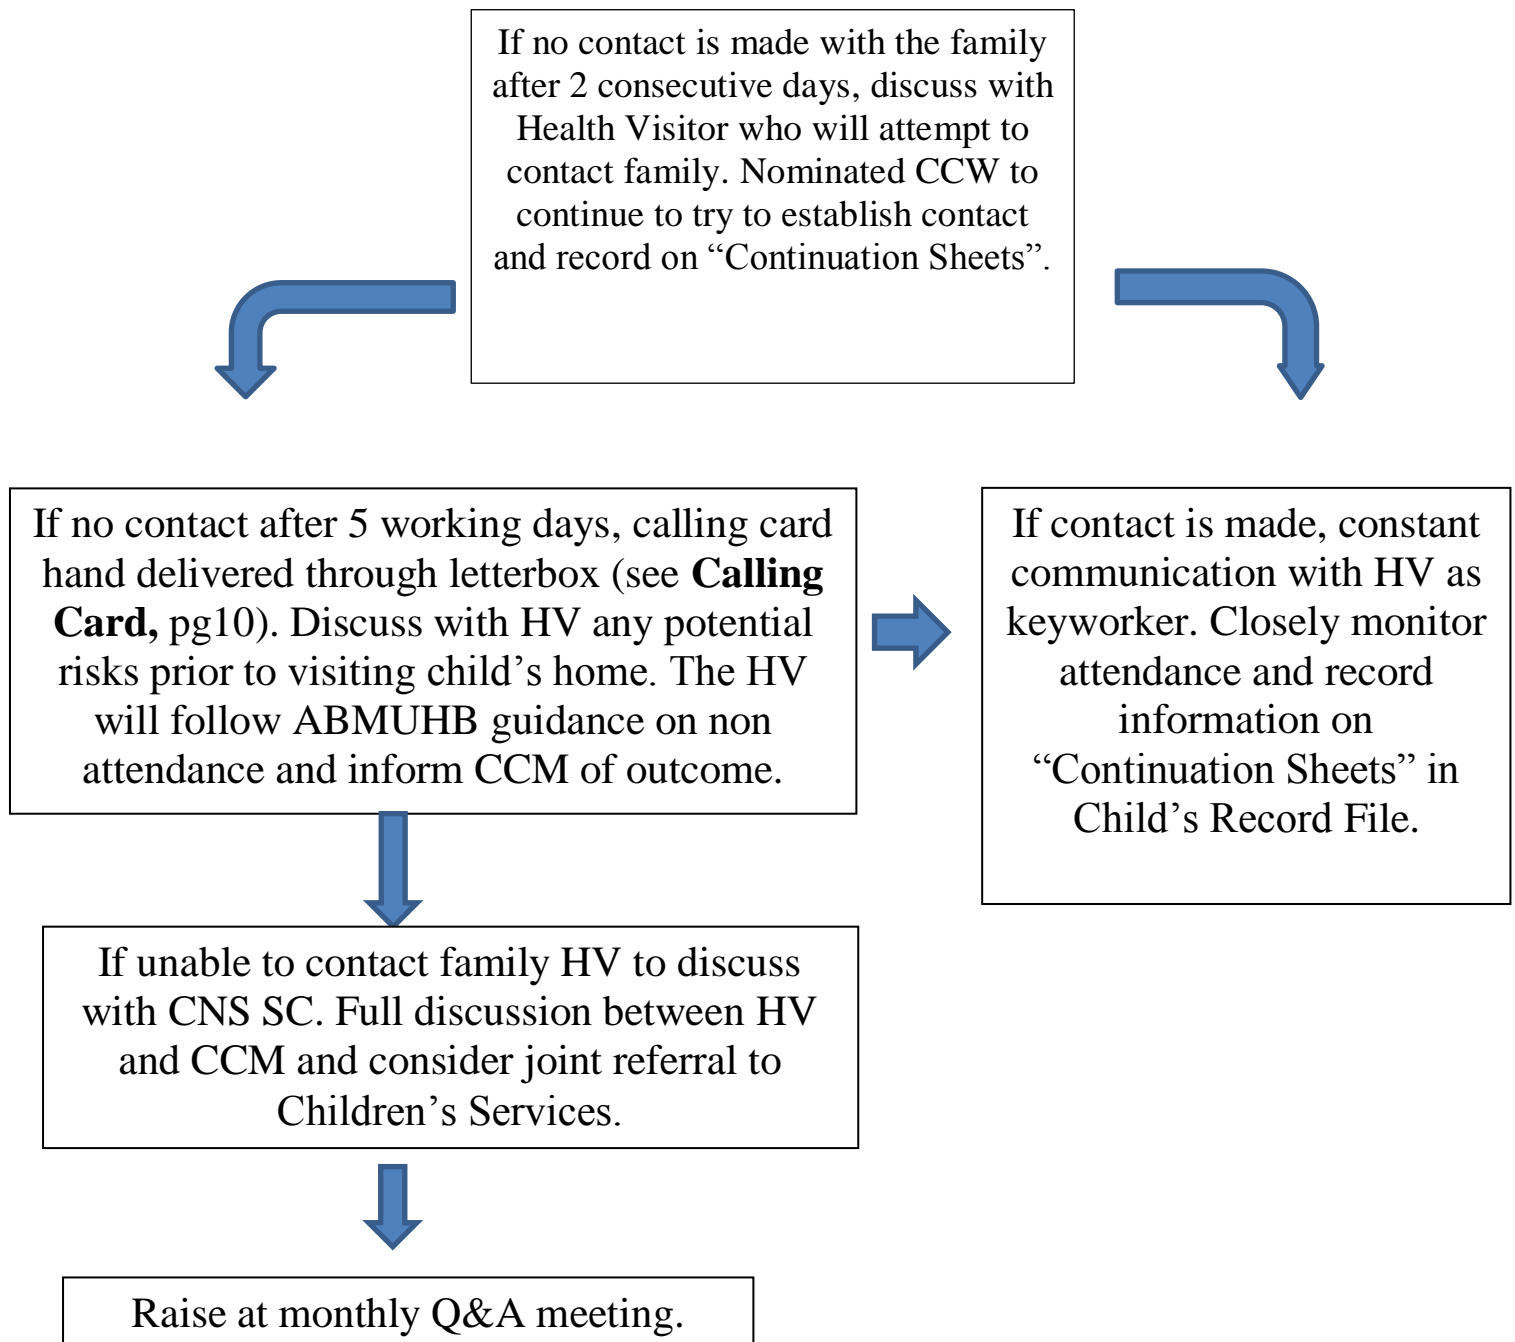 If no contact is made with the family
after 2 consecutive days, discuss with
Health Visitor who will attempt to
contact family. Nominated CCW to
continue to try to establish contact
and record on “Continuation Sheets”.
If no contact after 5 working days, calling card
hand delivered through letterbox (see Calling
Card, pg10). Discuss with HV any potential
risks prior to visiting child’s home. The HV
will follow ABMUHB guidance on non
attendance and inform CCM of outcome.
If contact is made, constant
communication with HV as
keyworker. Closely monitor
attendance and record
information on
“Continuation Sheets” in
Child’s Record File.
If unable to contact family HV to discuss
with CNS SC. Full discussion between HV
and CCM and consider joint referral to
Children’s Services.
Raise at monthly Q&A meeting.